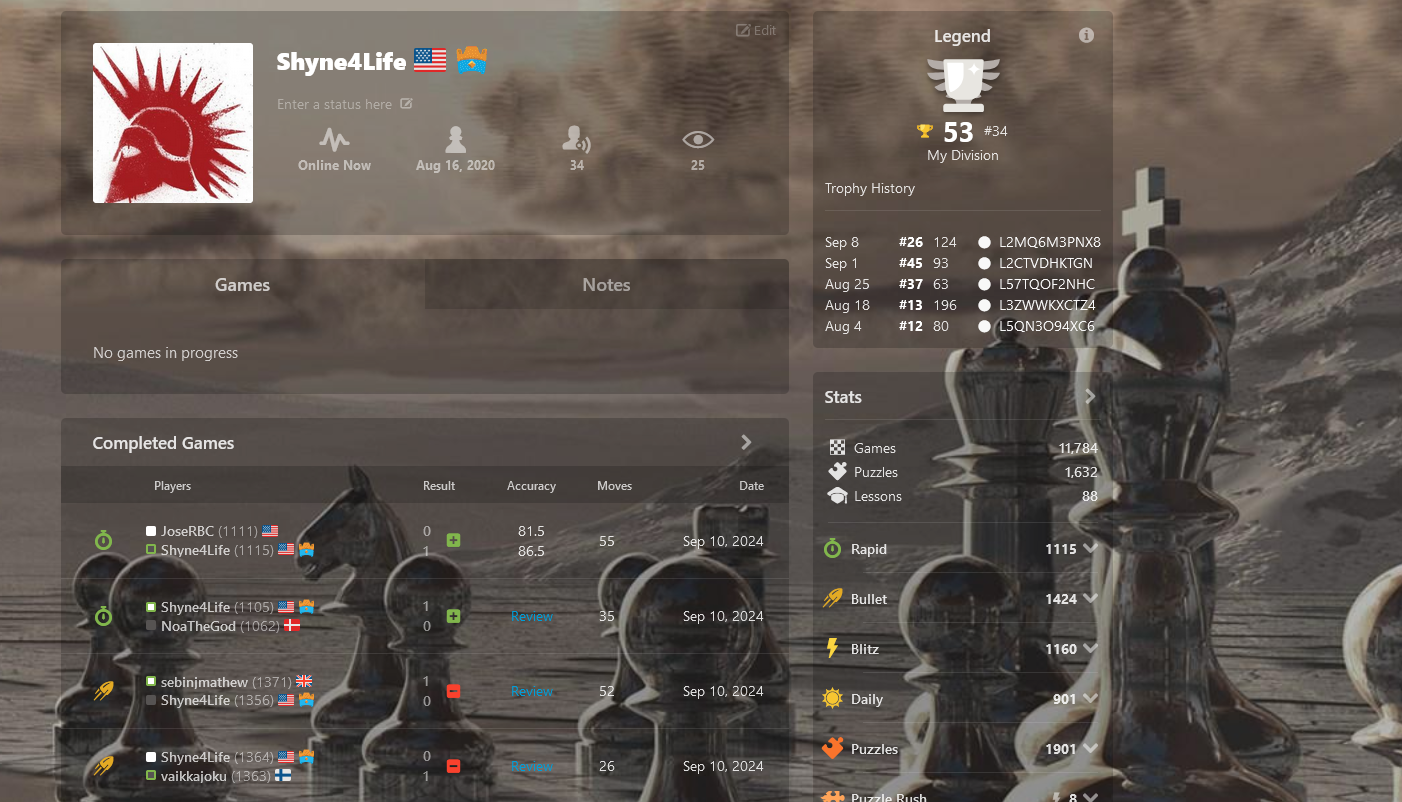 Edit
Shyne4Life
Enter a status here
Online Now
Aug 16, 2020
34
25
Games
Notes
No games in progress
Completed Games
Players Result Accuracy Moves Date
JoseRBC (1111) 0 81.5
Shyne4Life (1115) 1 86.5
55 Sep 10, 2024
Shyne4Life (1105) 1
NoaTheGod (1062) 0
Review 35 Sep 10, 2024
sebinjmathew (1371) 1
Shyne4Life (1356) 0
Review 52 Sep 10, 2024
Shyne4Life (1364) 0
vaikkajoku (1363) 1
Review 26 Sep 10, 2024
Legend
53 #34
My Division
Trophy History
Sep 8 #26 124 L2MQ6M3PNX8
Sep 1 #45 93 L2CTVDHKTGN
Aug 25 #37 63 L57TQOF2NHC
Aug 18 #13 196 L3ZWWKXCTZ4
Aug 4 #12 80 L5QN3O94XC6
Stats
Games 11,784
Puzzles 1,632
Lessons 88
Rapid 1115
Bullet 1424
Blitz 1160
Daily 901
Puzzles 1901
Puzzle Rush 8